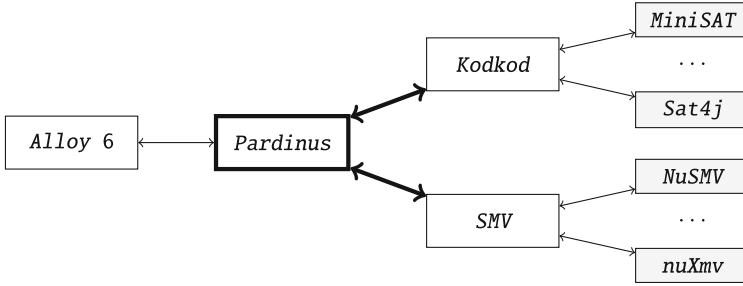 Alloy 6
Pardinus
Kodkod
SMV
MiniSAT
...
Sat4j
NuSMV
...
nuXmv